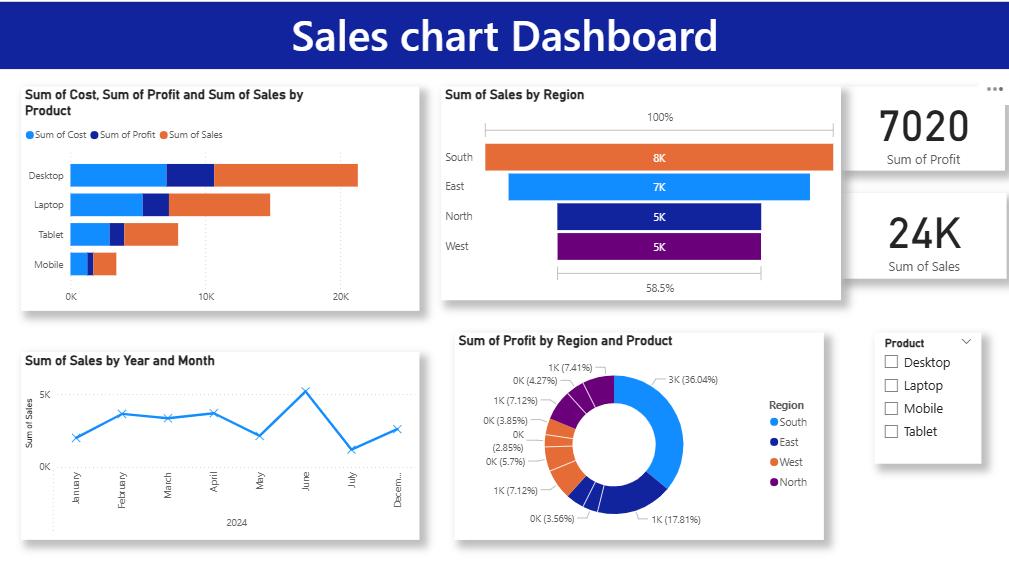 Sales chart Dashboard
Sum of Cost, Sum of Profit and Sum of Sales by
Product
Sum of Cost Sum of Profit Sum of Sales
Desktop
Laptop
Tablet
Mobile
0K 10K 20K
Sum of Sales by Region
100%
South 8K
East 7K
North 5K
West 5K
58.5%
7020
Sum of Profit
24K
Sum of Sales
Sum of Sales by Year and Month
Sum of Sales
5K
0K
January
February
March
April
May
June
July
Decem...
2024
Sum of Profit by Region and Product
1K (7.41%)
0K (4.27%)
1K (7.12%)
0K (3.85%)
0K
(2.85%)
0K (5.7%)
1K (7.12%)
0K (3.56%)
1K (17.81%)
3K (36.04%)
Region
South
East
West
North
Product
Desktop
Laptop
Mobile
Tablet